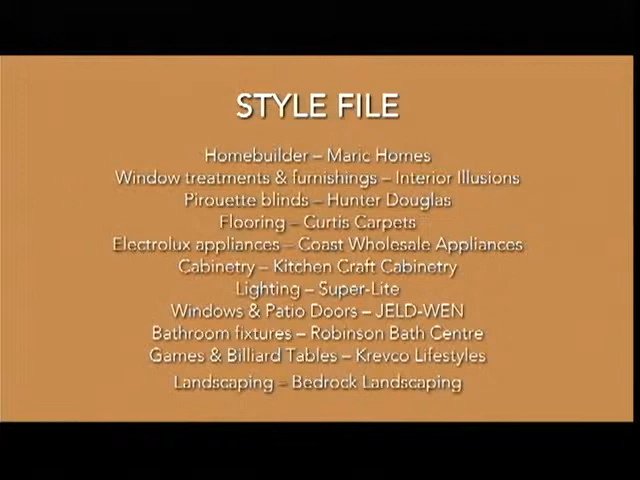 STYLE FILE
Homebuilder – Maric Homes
Window treatments & furnishings – Interior Illusions
Pirouette blinds – Hunter Douglas
Flooring – Curtis Carpets
Electrolux appliances – Coast Wholesale Appliances
Cabinetry – Kitchen Craft Cabinetry
Lighting – Super-Lite
Windows & Patio Doors – JELD-WEN
Bathroom fixtures – Robinson Bath Centre
Games & Billiard Tables – Krevco Lifestyles
Landscaping – Bedrock Landscaping